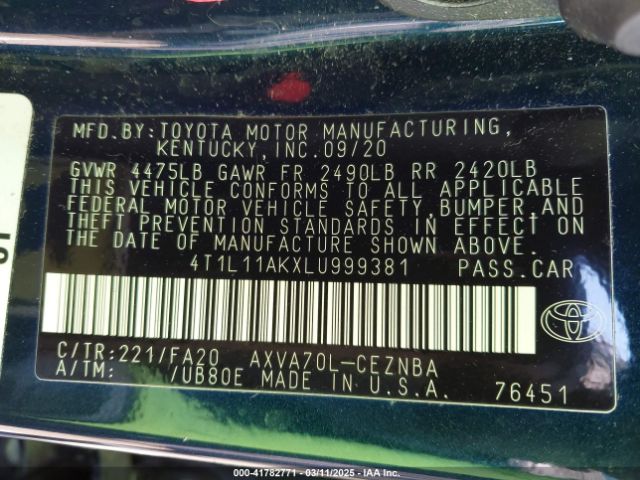 MFD.BY:TOYOTA MOTOR MANUFACTURING,
KENTUCKY,INC.09/20
GVWR 4475LB GAWR FR 2490LB RR 2420LB
THIS VEHICLE CONFORMS TO ALL APPLICABLE
FEDERAL MOTOR VEHICLE SAFETY,BUMPER,AND
THEFT PREVENTION STANDARDS IN EFFECT ON
THE DATE OF MANUFACTURE SHOWN ABOVE.
4T1L11AKXLU999381 PASS.CAR
C/TR:221/FA20 AXVA70L-CEZNBA
A/TM: /UB80E MADE IN U.S.A.
76451
000-41782771 - 03/11/2025 - IAA Inc.